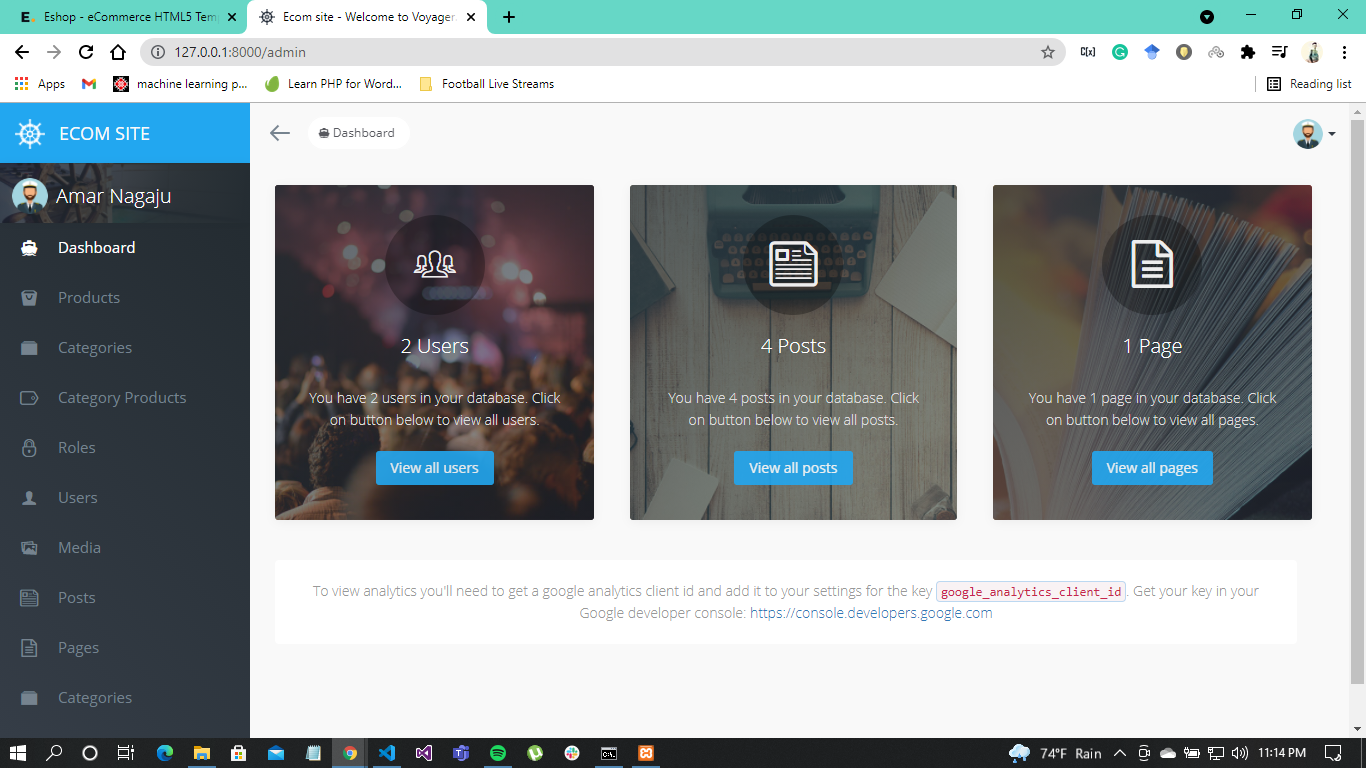 E. Eshop - eCommerce HTML5 Tem
Ecom site - Welcome to Voyager.
127.0.0.1:8000/admin
Apps
machine learning p...
Learn PHP for Word...
Football Live Streams
Reading list
ECOM SITE
Amar Nagaju
Dashboard
Products
Categories
Category Products
Roles
Users
Media
Posts
Pages
Categories
Dashboard
2 Users
You have 2 users in your database. Click
on button below to view all users.
View all users
4 Posts
You have 4 posts in your database. Click
on button below to view all posts.
View all posts
1 Page
You have 1 page in your database. Click
on button below to view all pages.
View all pages
To view analytics you'll need to get a google analytics client id and add it to your settings for the key google_analytics_client_id. Get your key in your
Google developer console: https://console.developers.google.com
74°F Rain
11:14 PM